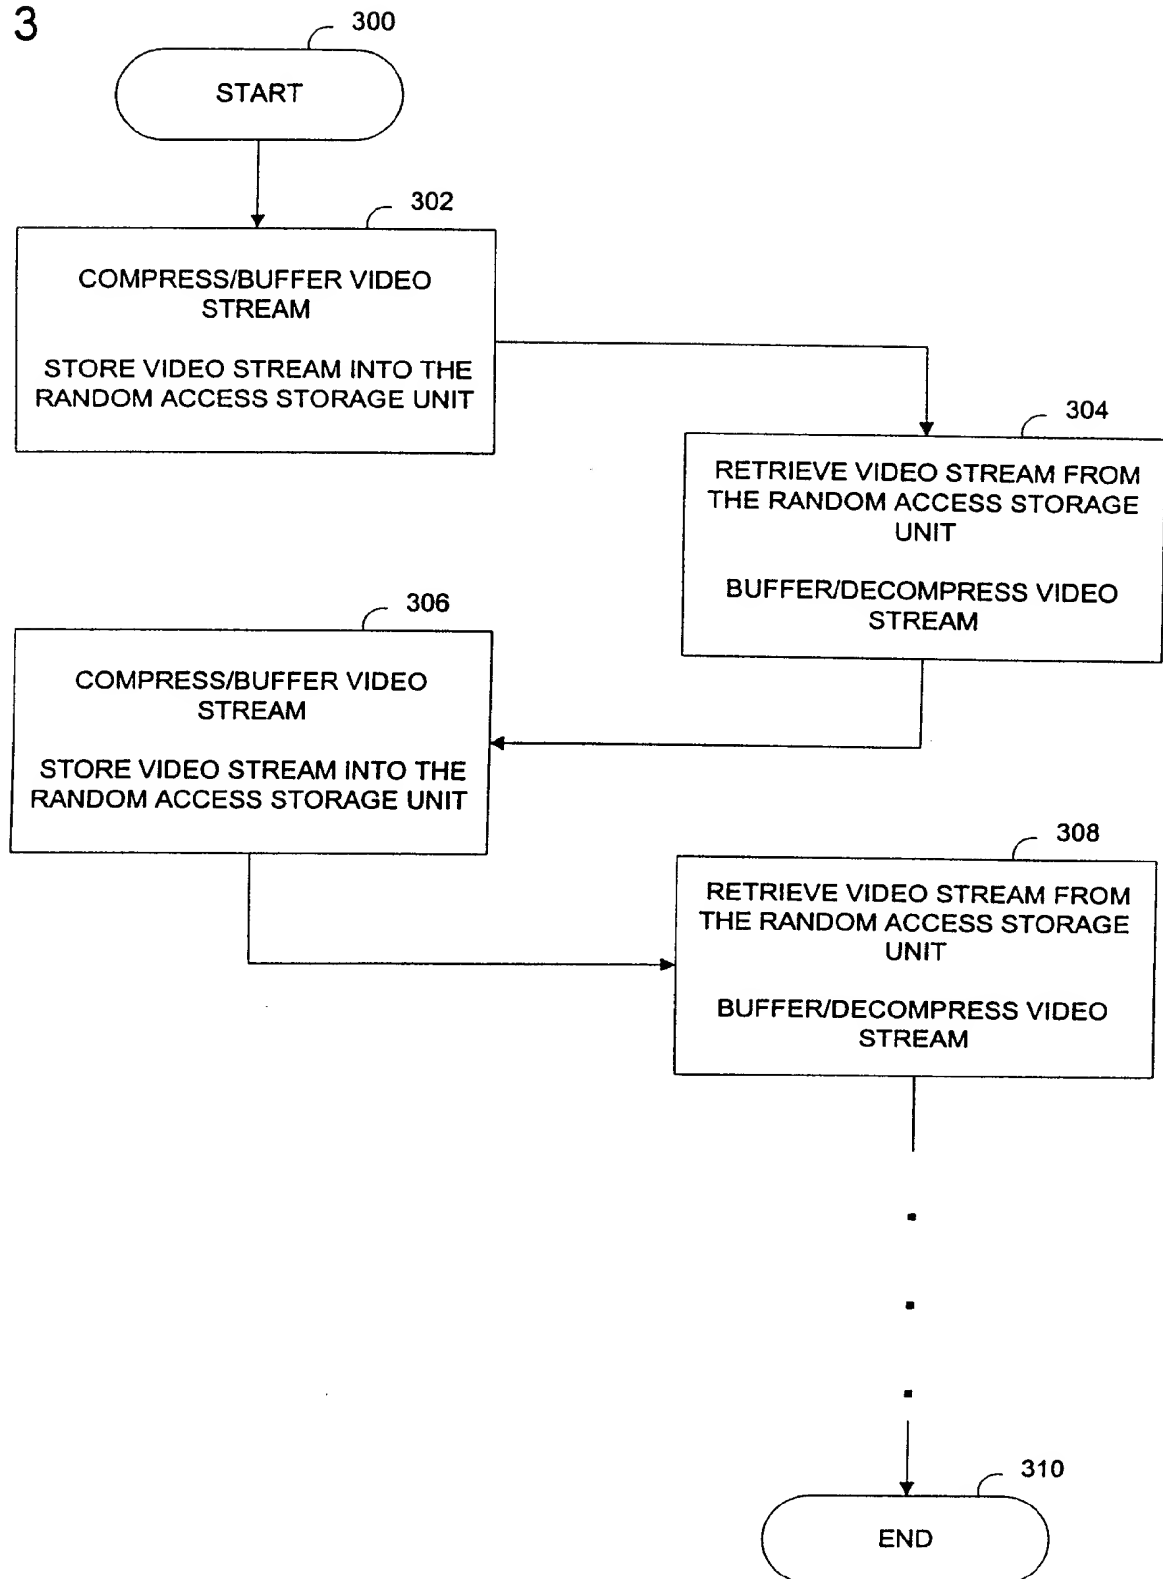 3
300
START
302
COMPRESS/BUFFER VIDEO
STREAM
STORE VIDEO STREAM INTO THE
RANDOM ACCESS STORAGE UNIT
304
RETRIEVE VIDEO STREAM FROM
THE RANDOM ACCESS STORAGE
UNIT
BUFFER/DECOMPRESS VIDEO
STREAM
306
COMPRESS/BUFFER VIDEO
STREAM
STORE VIDEO STREAM INTO THE
RANDOM ACCESS STORAGE UNIT
308
RETRIEVE VIDEO STREAM FROM
THE RANDOM ACCESS STORAGE
UNIT
BUFFER/DECOMPRESS VIDEO
STREAM
310
END